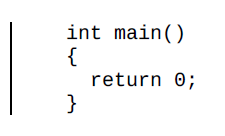 int main()
{
  return 0;
}